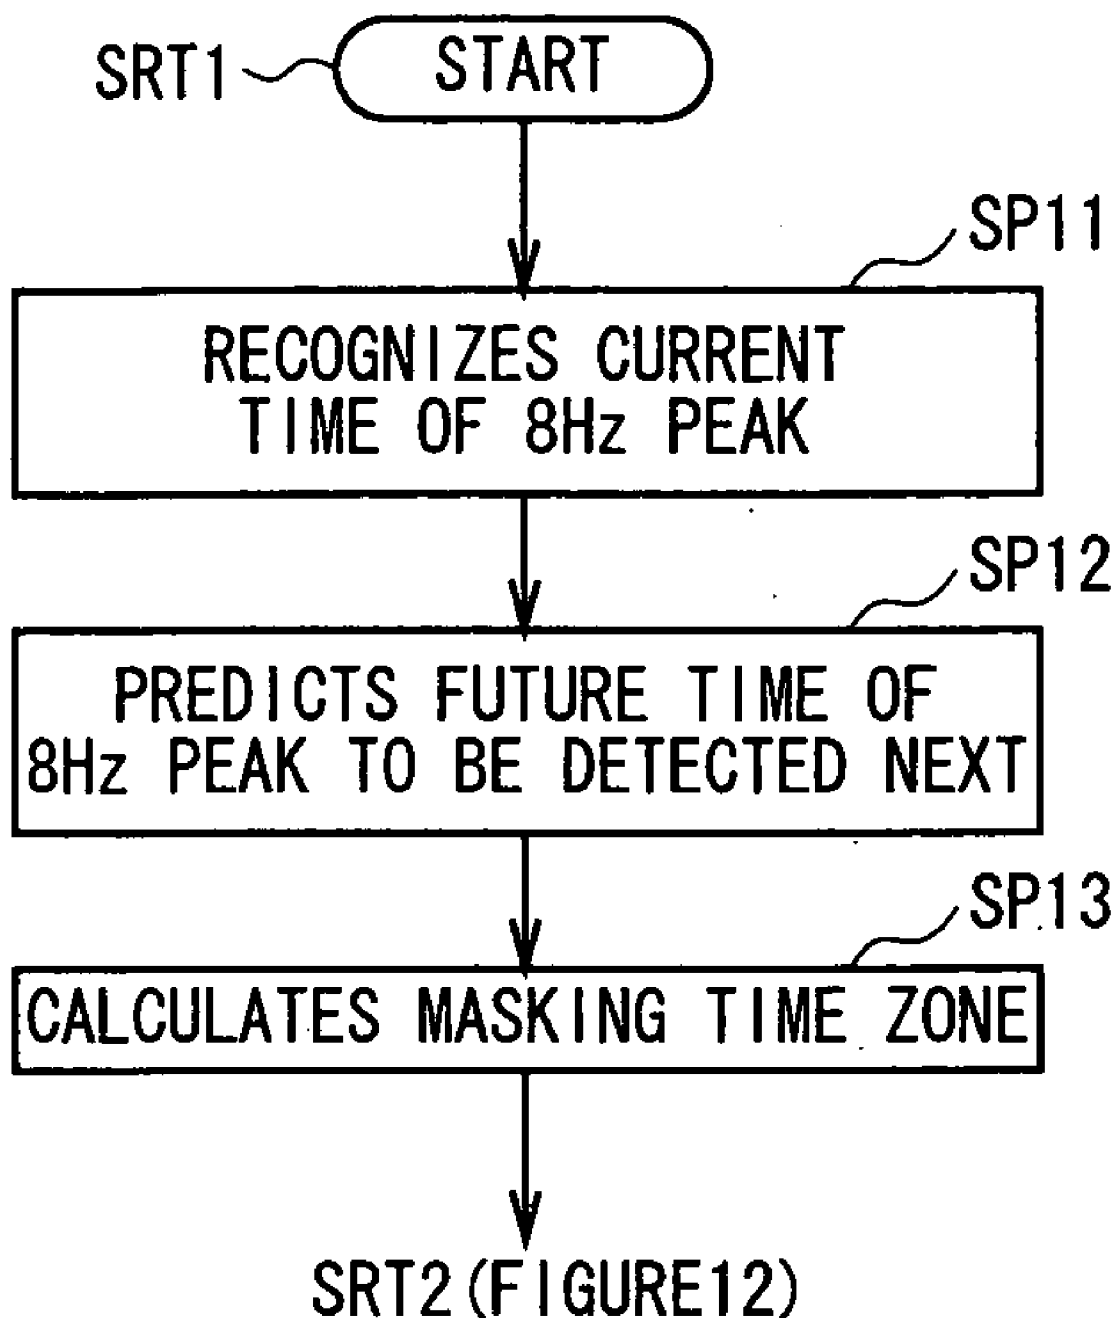 SRT1
START
SP11
RECOGNIZES CURRENT
TIME OF 8Hz PEAK
SP12
PREDICTS FUTURE TIME OF
8Hz PEAK TO BE DETECTED NEXT
SP13
CALCULATES MASKING TIME ZONE
SRT2(FIGURE12)